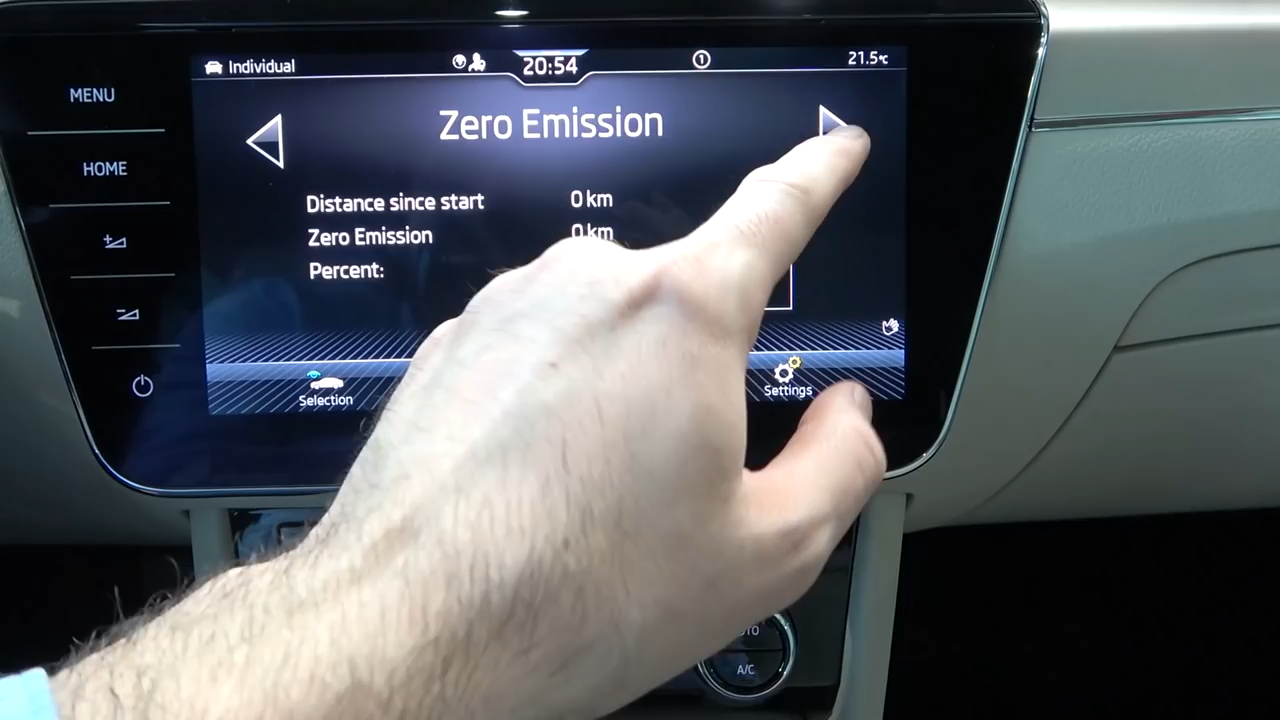 MENU
HOME
Individual
20:54
1
21.5°C
Zero Emission
Distance since start 0 km
Zero Emission 0 km
Percent:
Selection
Settings
A/C